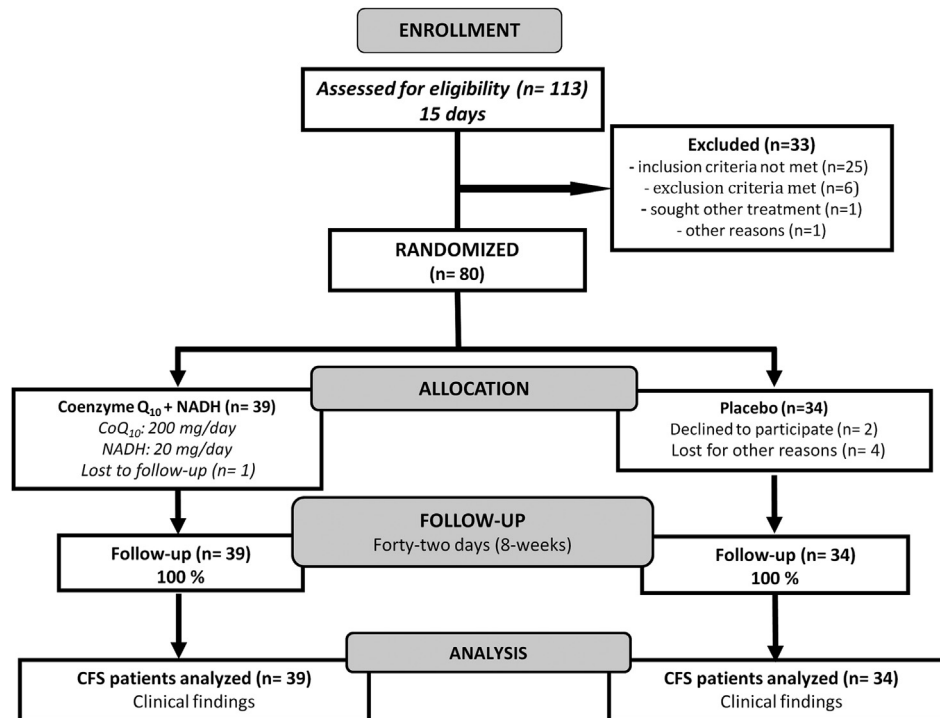 ENROLLMENT
Assessed for eligibility (n= 113)
15 days
Excluded (n=33)
- inclusion criteria not met (n=25)
- exclusion criteria met (n=6)
- sought other treatment (n=1)
- other reasons (n=1)
RANDOMIZED
(n= 80)
ALLOCATION
Coenzyme Q10 + NADH (n= 39)
CoQ10: 200 mg/day
NADH: 20 mg/day
Lost to follow-up (n= 1)
Placebo (n=34)
Declined to participate (n= 2)
Lost for other reasons (n= 4)
FOLLOW-UP
Forty-two days (8-weeks)
Follow-up (n= 39)
100 %
Follow-up (n= 34)
100 %
ANALYSIS
CFS patients analyzed (n= 39)
Clinical findings
CFS patients analyzed (n= 34)
Clinical findings